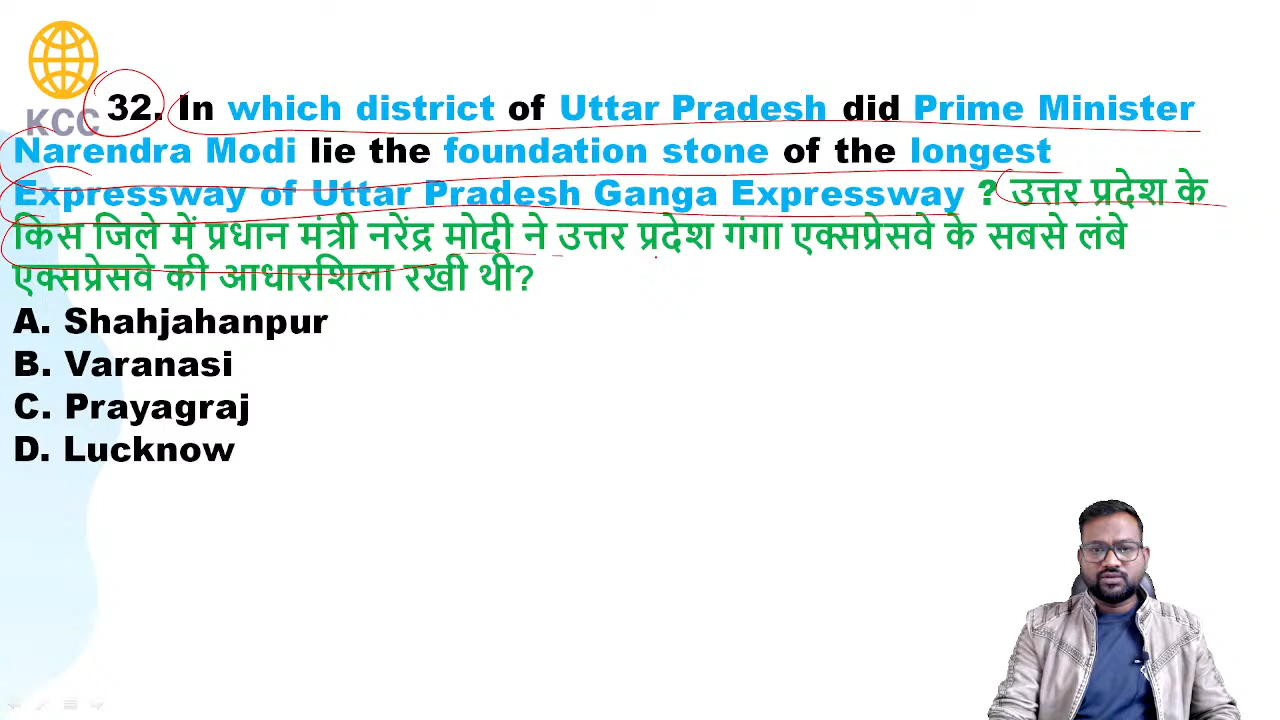 KCC
32. In which district of Uttar Pradesh did Prime Minister
Narendra Modi lie the foundation stone of the longest
Expressway of Uttar Pradesh Ganga Expressway ? उत्तर प्रदेश के
किस जिले में प्रधान मंत्री नरेंद्र मोदी ने उत्तर प्रदेश गंगा एक्सप्रेसवे के सबसे लंबे
एक्सप्रेसवे की आधारशिला रखी थी?
A. Shahjahanpur
B. Varanasi
C. Prayagraj
D. Lucknow